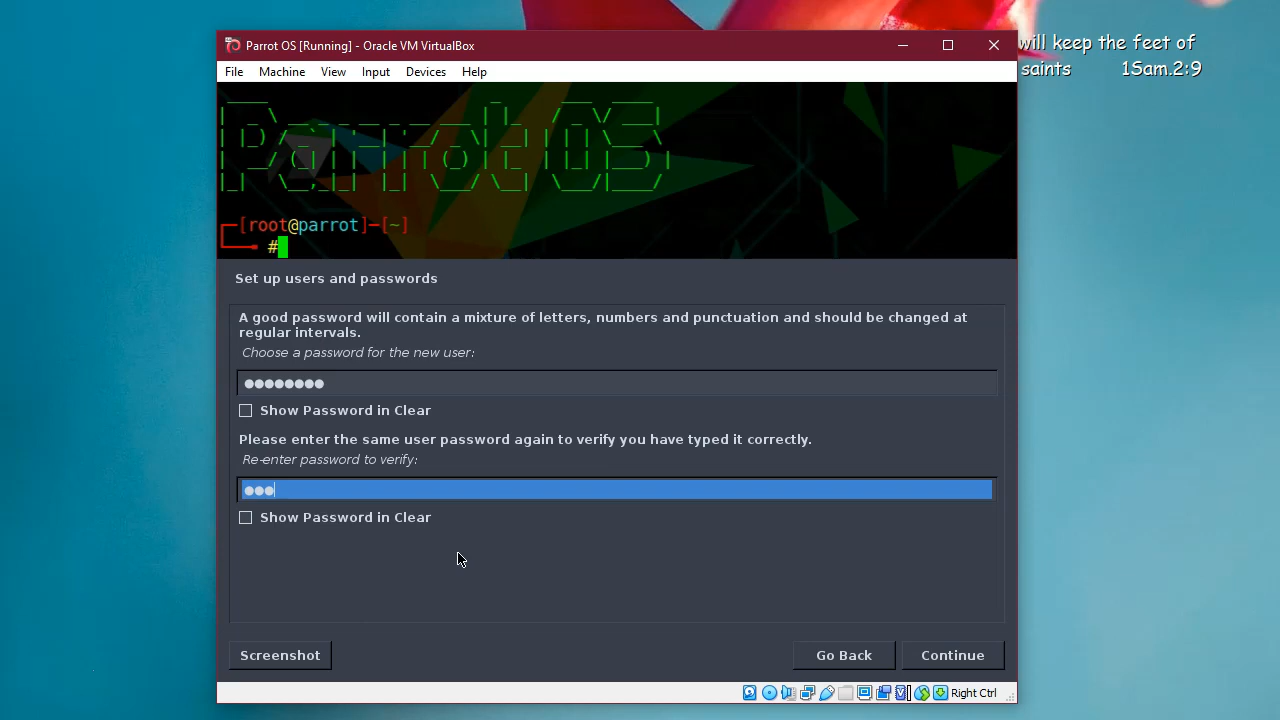 Parrot OS [Running] - Oracle VM VirtualBox
will keep the feet of
saints 1Sam.2:9
File Machine View Input Devices Help
Parrot OS
[root@parrot]-[~]
#
Set up users and passwords
A good password will contain a mixture of letters, numbers and punctuation and should be changed at
regular intervals.
Choose a password for the new user:
●●●●●●●●
Show Password in Clear
Please enter the same user password again to verify you have typed it correctly.
Re-enter password to verify:
●●●
Show Password in Clear
Screenshot Go Back Continue
Right Ctrl